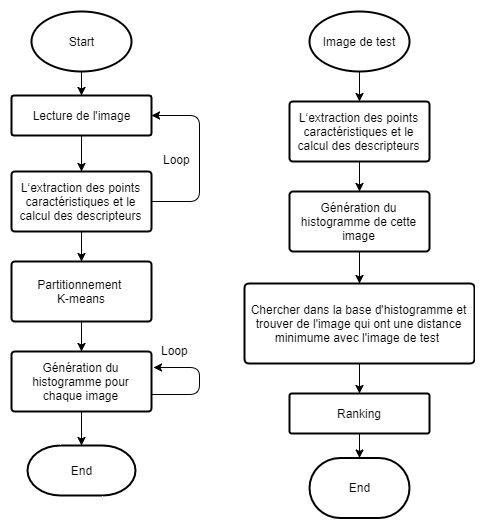 Start
Lecture de l'image
Loop
L'extraction des points
caractéristiques et le
calcul des descripteurs
Partitionnement
K-means
Loop
Génération du
histogramme pour
chaque image
End
Image de test
L'extraction des points
caractéristiques et le
calcul des descripteurs
Génération du
histogramme de cette
image
Chercher dans la base d'histogramme et
trouver de l'image qui ont une distance
minimume avec l'image de test
Ranking
End